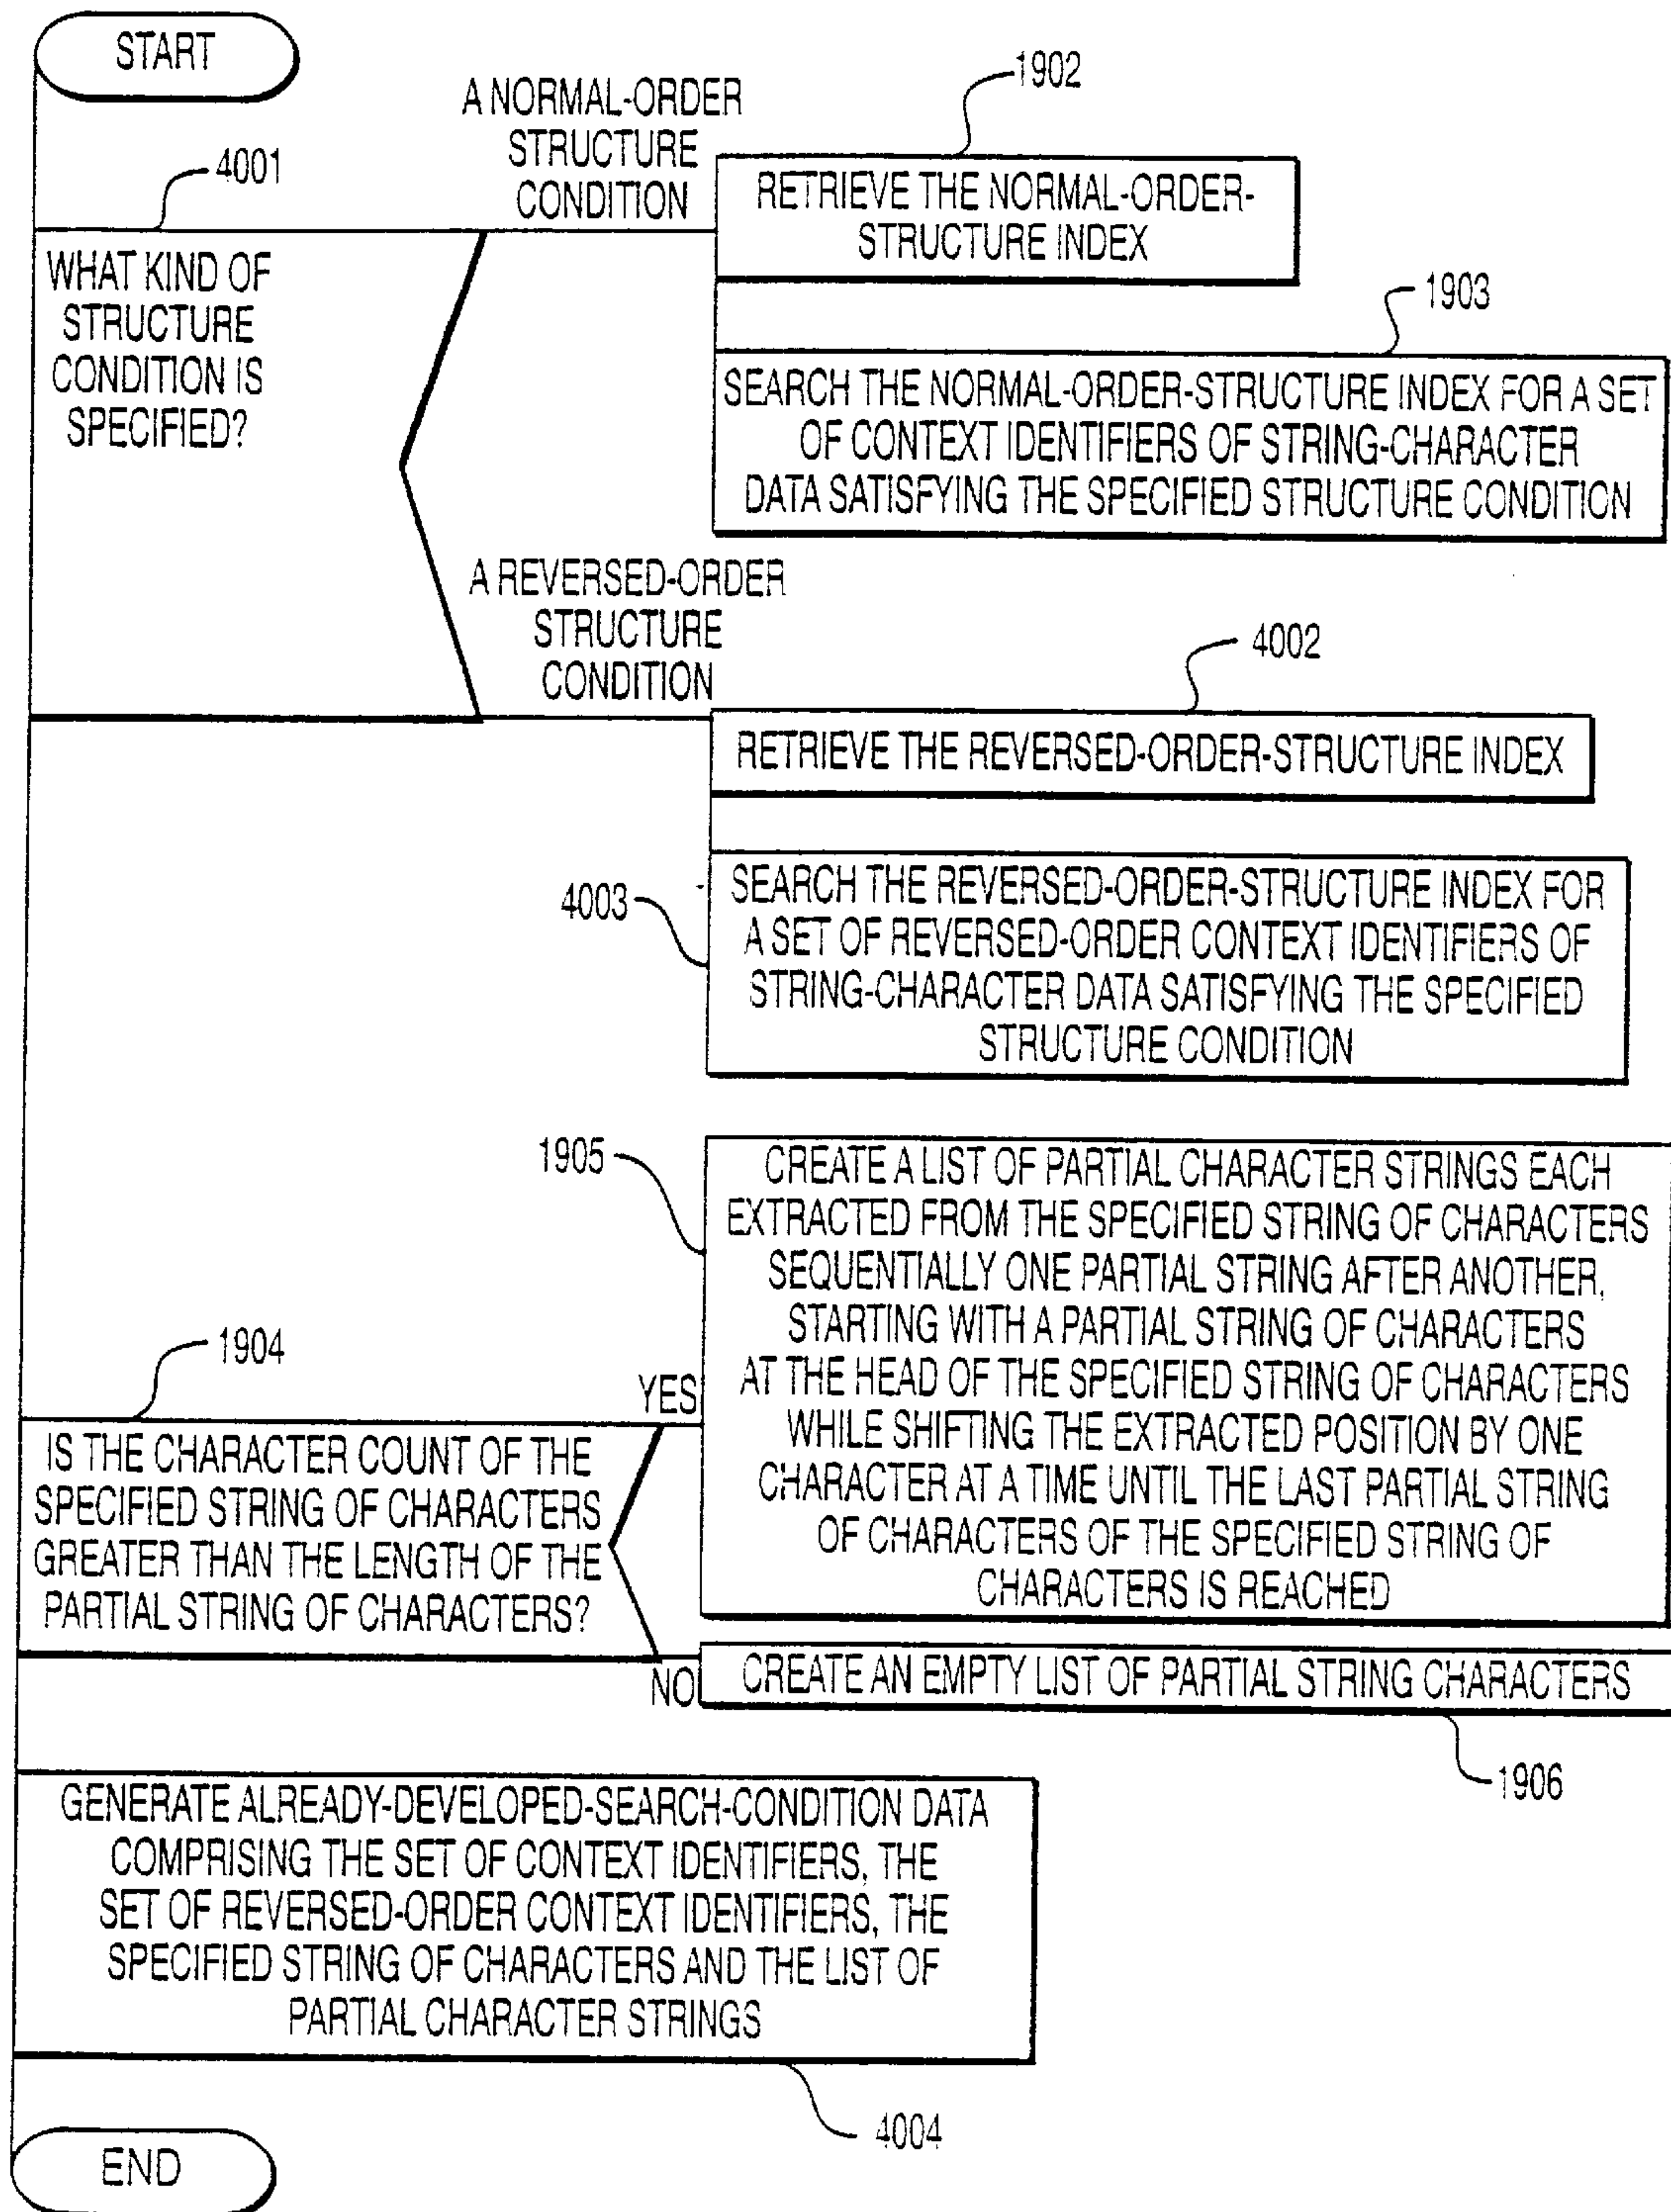 START
1902
A NORMAL-ORDER
STRUCTURE
CONDITION
RETRIEVE THE NORMAL-ORDER-
STRUCTURE INDEX
4001
WHAT KIND OF
STRUCTURE
CONDITION IS
SPECIFIED?
1903
SEARCH THE NORMAL-ORDER-STRUCTURE INDEX FOR A SET
OF CONTEXT IDENTIFIERS OF STRING-CHARACTER
DATA SATISFYING THE SPECIFIED STRUCTURE CONDITION
A REVERSED-ORDER
STRUCTURE
CONDITION
4002
RETRIEVE THE REVERSED-ORDER-STRUCTURE INDEX
4003
SEARCH THE REVERSED-ORDER-STRUCTURE INDEX FOR
A SET OF REVERSED-ORDER CONTEXT IDENTIFIERS OF
STRING-CHARACTER DATA SATISFYING THE SPECIFIED
STRUCTURE CONDITION
1905
CREATE A LIST OF PARTIAL CHARACTER STRINGS EACH
EXTRACTED FROM THE SPECIFIED STRING OF CHARACTERS
SEQUENTIALLY ONE PARTIAL STRING AFTER ANOTHER,
STARTING WITH A PARTIAL STRING OF CHARACTERS
AT THE HEAD OF THE SPECIFIED STRING OF CHARACTERS
WHILE SHIFTING THE EXTRACTED POSITION BY ONE
CHARACTER AT A TIME UNTIL THE LAST PARTIAL STRING
OF CHARACTERS OF THE SPECIFIED STRING OF
CHARACTERS IS REACHED
1904
YES
IS THE CHARACTER COUNT OF THE
SPECIFIED STRING OF CHARACTERS
GREATER THAN THE LENGTH OF THE
PARTIAL STRING OF CHARACTERS?
NO
CREATE AN EMPTY LIST OF PARTIAL STRING CHARACTERS
1906
GENERATE ALREADY-DEVELOPED-SEARCH-CONDITION DATA
COMPRISING THE SET OF CONTEXT IDENTIFIERS, THE
SET OF REVERSED-ORDER CONTEXT IDENTIFIERS, THE
SPECIFIED STRING OF CHARACTERS AND THE LIST OF
PARTIAL CHARACTER STRINGS
4004
END